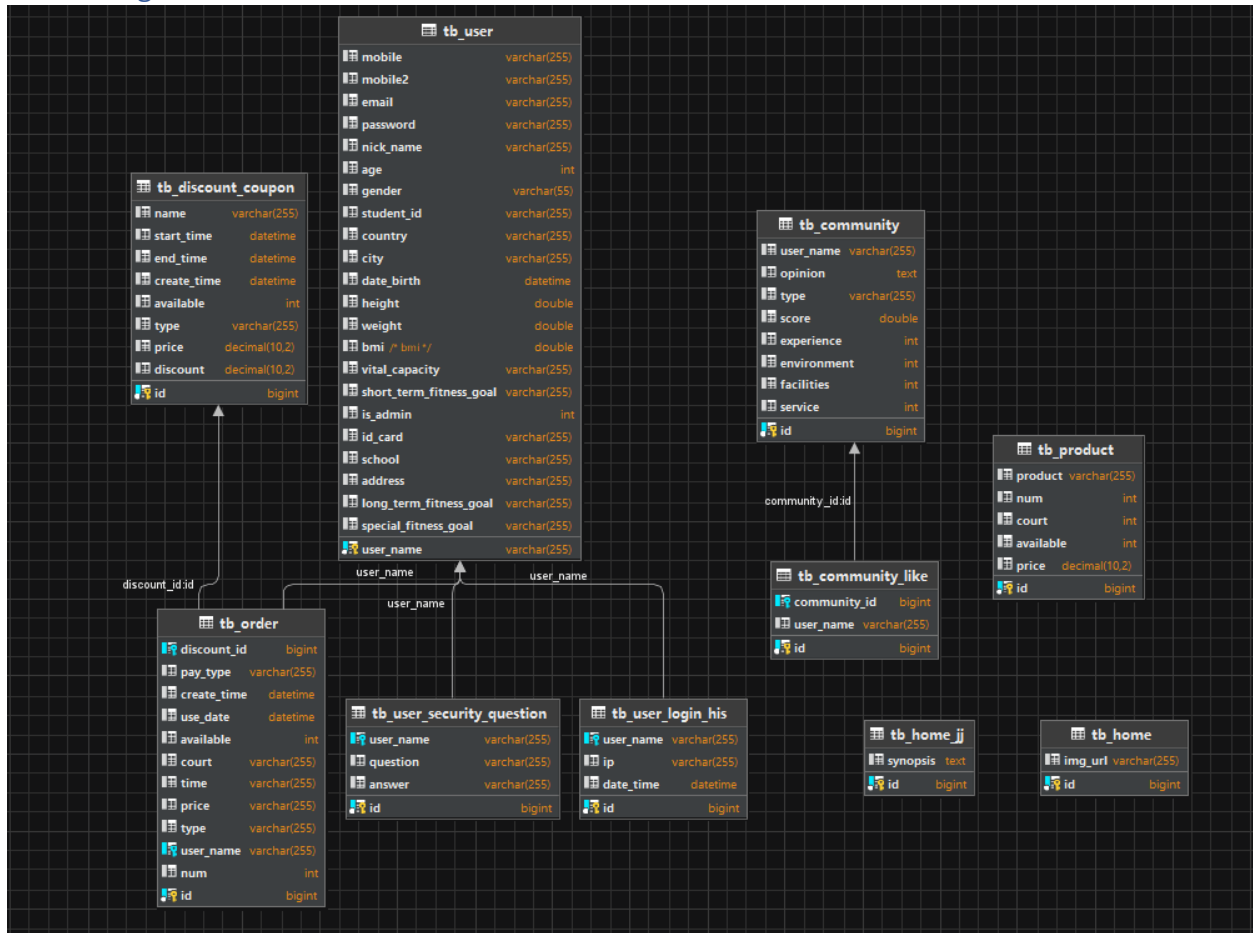 tb_user
mobile varchar(255)
mobile2 varchar(255)
email varchar(255)
password varchar(255)
nick_name varchar(255)
age int
gender varchar(55)
student_id varchar(255)
country varchar(255)
city varchar(255)
date_birth datetime
height double
weight double
bmi /* bmi */ double
vital_capacity varchar(255)
short_term_fitness_goal varchar(255)
is_admin int
id_card varchar(255)
school varchar(255)
address varchar(255)
long_term_fitness_goal varchar(255)
special_fitness_goal varchar(255)
user_name varchar(255)
tb_discount_coupon
name varchar(255)
start_time datetime
end_time datetime
create_time datetime
available int
type varchar(255)
price decimal(10,2)
discount decimal(10,2)
id bigint
tb_community
user_name varchar(255)
opinion text
type varchar(255)
score double
experience int
environment int
facilities int
service int
id bigint
tb_product
product varchar(255)
num int
court int
available int
price decimal(10,2)
id bigint
community_id:id
tb_community_like
community_id bigint
user_name varchar(255)
id bigint
discount_id:id
user_name
user_name
user_name
tb_order
discount_id bigint
pay_type varchar(255)
create_time datetime
use_date datetime
available int
court varchar(255)
time varchar(255)
price varchar(255)
type varchar(255)
user_name varchar(255)
num int
id bigint
tb_user_security_question
user_name varchar(255)
question varchar(255)
answer varchar(255)
id bigint
tb_user_login_his
user_name varchar(255)
ip varchar(255)
date_time datetime
id bigint
tb_home_jj
synopsis text
id bigint
tb_home
img_url varchar(255)
id bigint